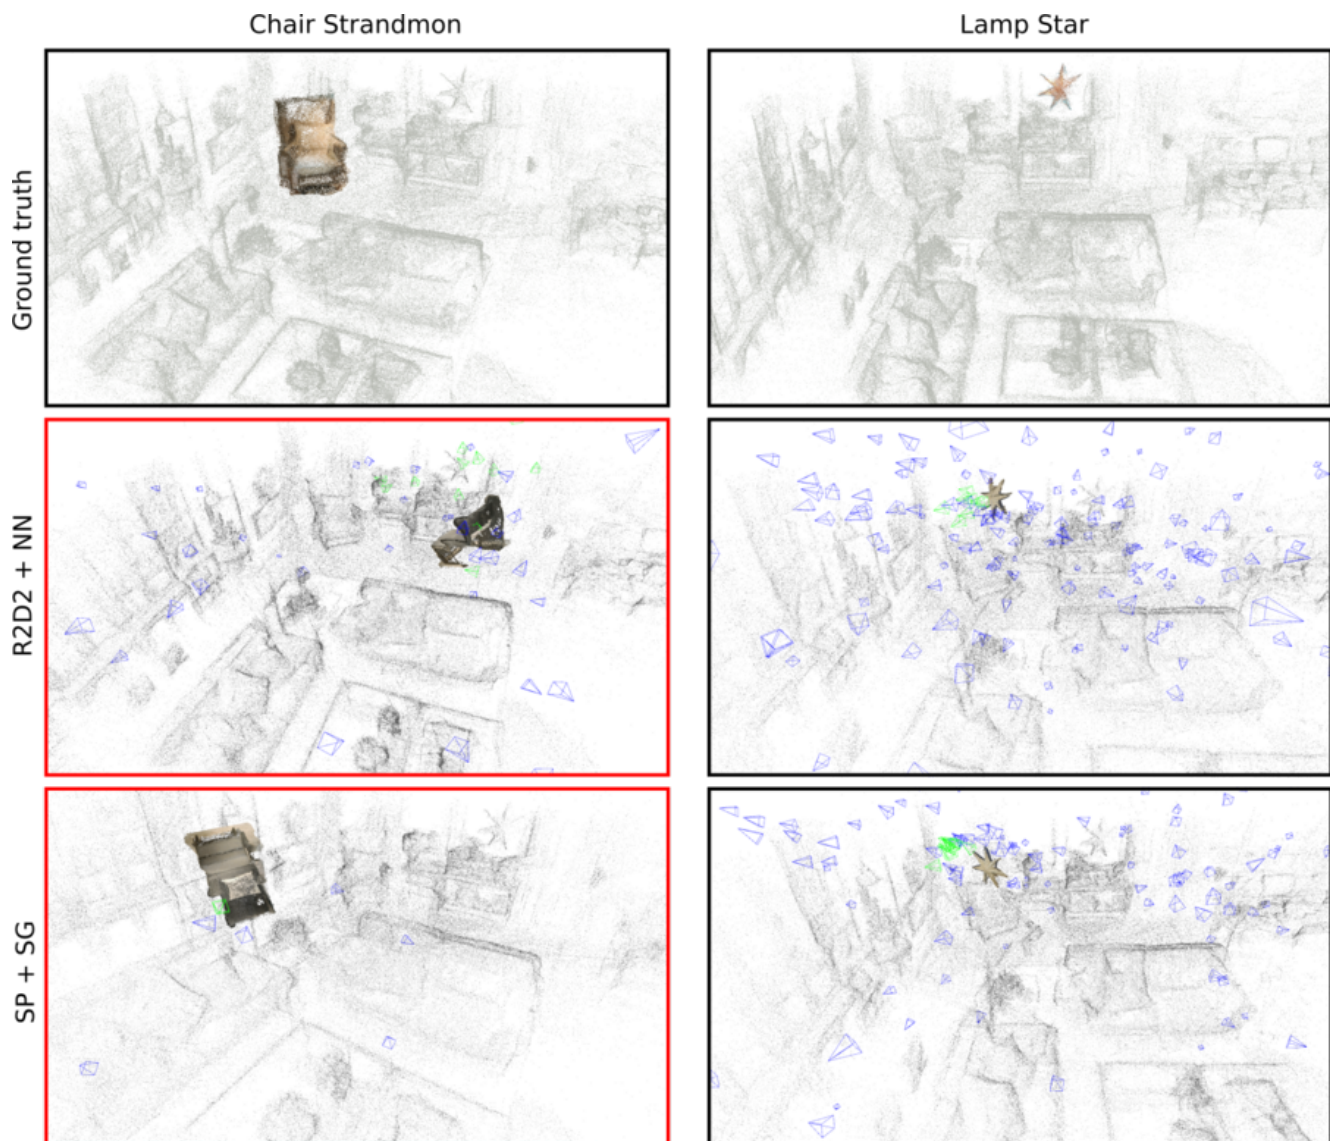 Chair Strandmon
Lamp Star
Ground truth
R2D2 + NN
SP + SG